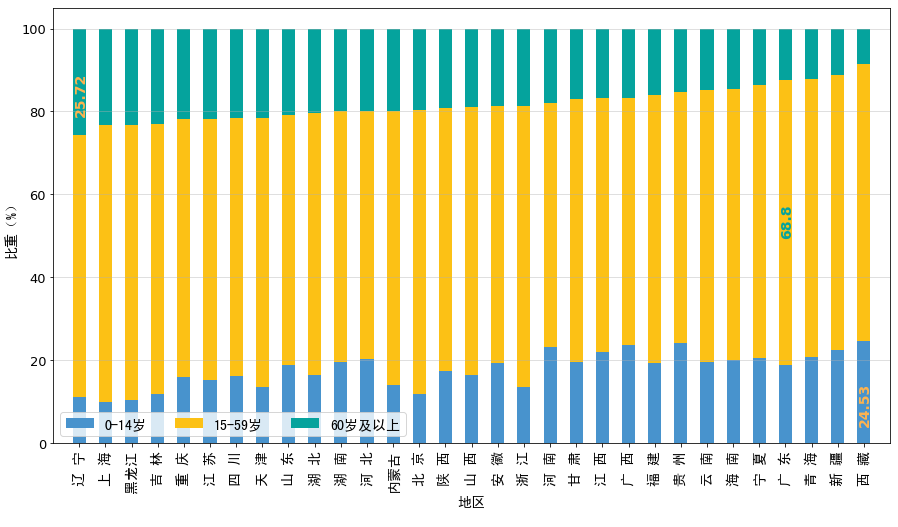 100
80
60
40
20
0
比重（%）
25.72
68.8
24.53
0-14岁 15-59岁 60岁及以上
辽 宁
上 海
黑龙江
吉 林
重 庆
江 苏
四 川
天 津
山 东
湖 北
湖 南
河 北
内蒙古
北 京
陕 西
山 西
安 徽
浙 江
河 南
甘 肃
江 西
广 西
福 建
贵 州
云 南
海 南
宁 夏
广 东
青 海
新 疆
西 藏
地区